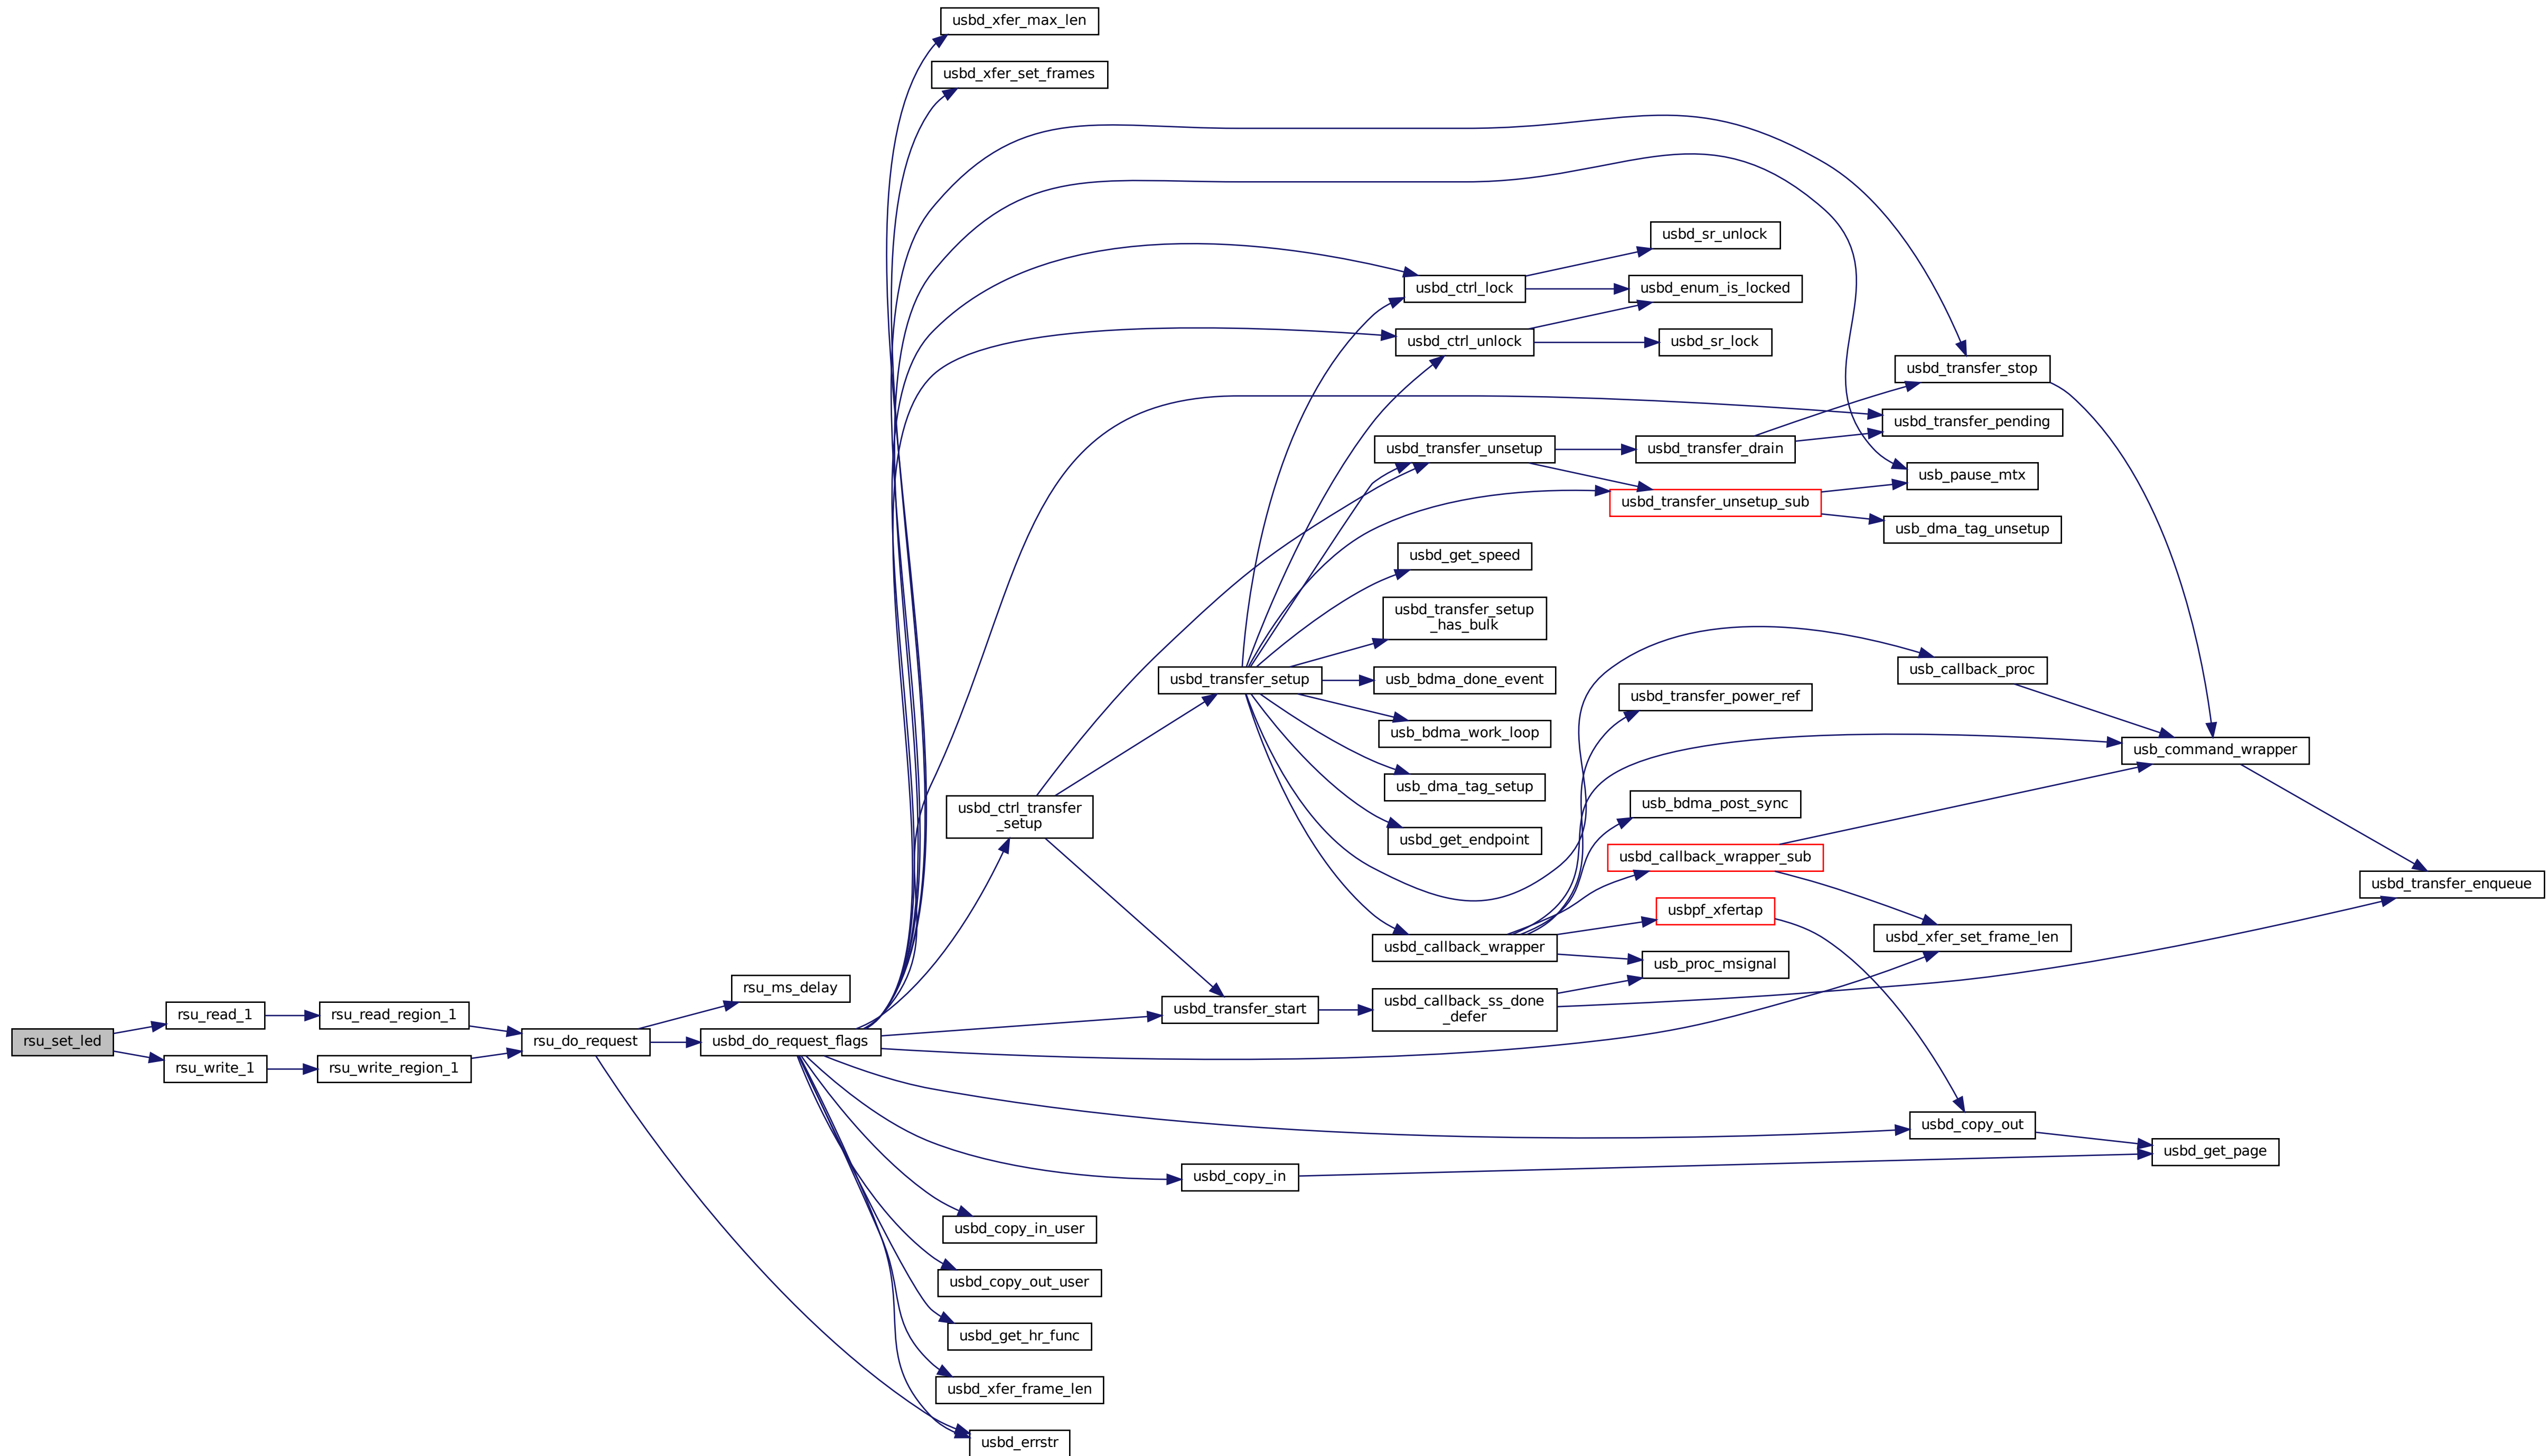 usbd_xfer_max_len
usbd_xfer_set_frames
usbd_sr_unlock
usbd_ctrl_lock
usbd_enum_is_locked
usbd_ctrl_unlock
usbd_sr_lock
usbd_transfer_stop
usbd_transfer_pending
usbd_transfer_unsetup
usbd_transfer_drain
usb_pause_mtx
usbd_transfer_unsetup_sub
usb_dma_tag_unsetup
usbd_get_speed
usbd_transfer_setup
_has_bulk
usbd_transfer_setup
usb_bdma_done_event
usb_callback_proc
usbd_transfer_power_ref
usb_bdma_work_loop
usb_command_wrapper
usb_dma_tag_setup
usb_bdma_post_sync
usbd_ctrl_transfer
_setup
usbd_get_endpoint
usbd_callback_wrapper_sub
usbd_transfer_enqueue
usbpf_xfertap
usbd_callback_wrapper
usbd_xfer_set_frame_len
usb_proc_msignal
rsu_ms_delay
usbd_transfer_start
usbd_callback_ss_done
_defer
rsu_read_1
rsu_read_region_1
rsu_set_led
rsu_do_request
usbd_do_request_flags
rsu_write_1
rsu_write_region_1
usbd_copy_out
usbd_get_page
usbd_copy_in
usbd_copy_in_user
usbd_copy_out_user
usbd_get_hr_func
usbd_xfer_frame_len
usbd_errstr